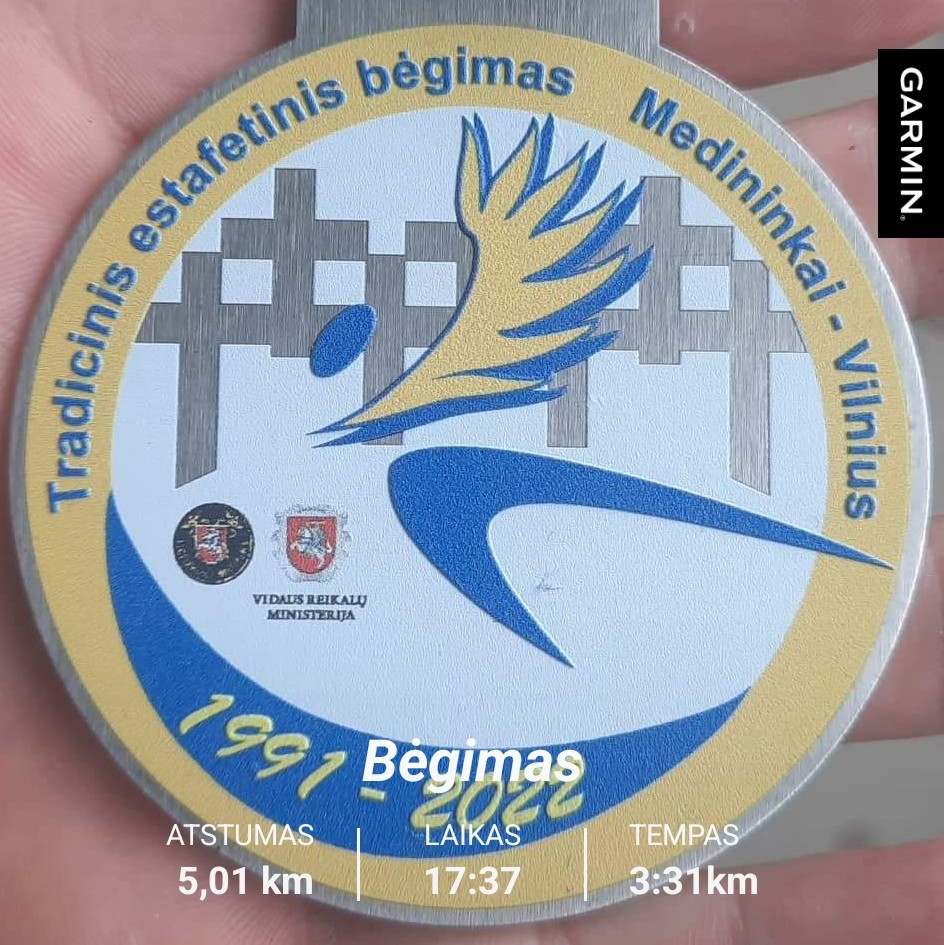 Tradicinis estafetinis bėgimas Medininkai - Vilnius
GARMIN
VIDAUS REIKALŲ
MINISTERIJA
1991 - 2022
Bėgimas
ATSTUMAS LAIKAS TEMPAS
5,01 km 17:37 3:31km